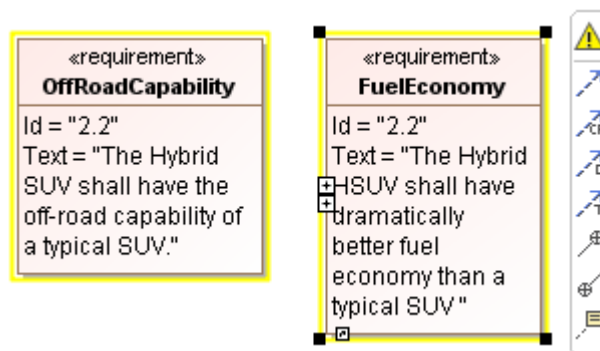 «requirement»
OffRoadCapability
Id = "2.2"
Text = "The Hybrid
SUV shall have the
off-road capability of
a typical SUV."
«requirement»
FuelEconomy
Id = "2.2"
Text = "The Hybrid
HSUV shall have
dramatically
better fuel
economy than a
typical SUV"